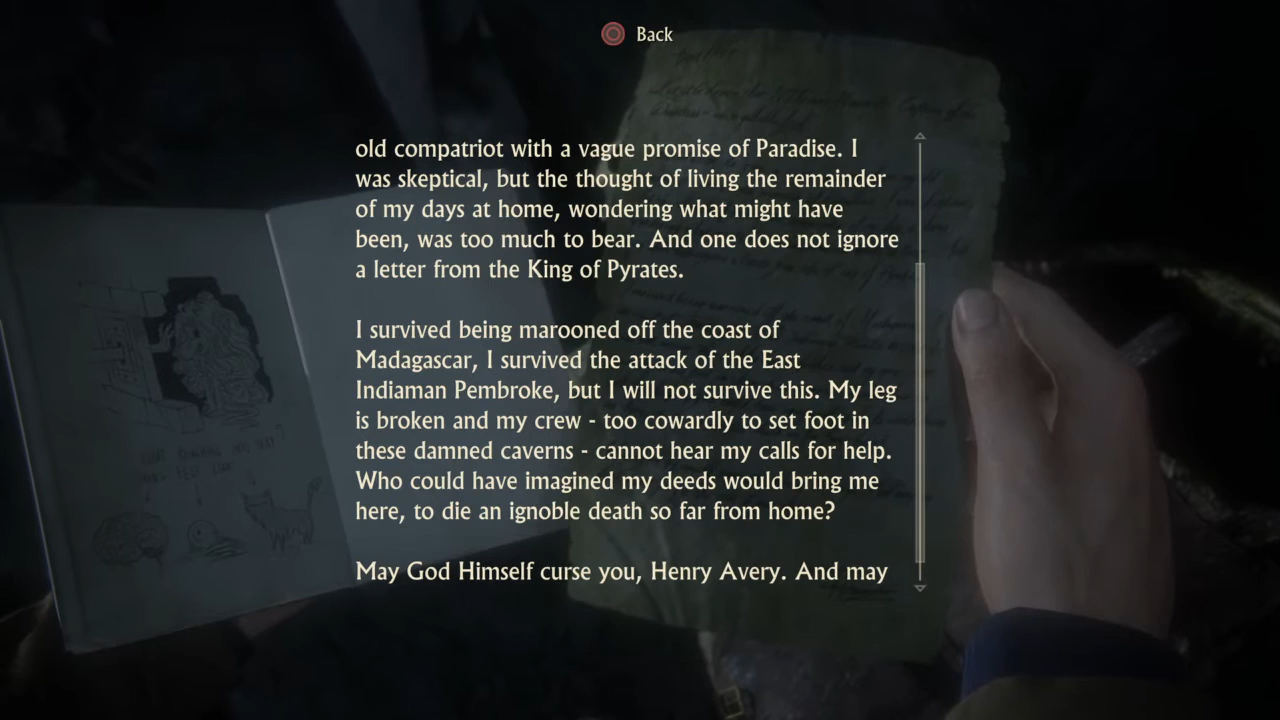 Back
old compatriot with a vague promise of Paradise. I
was skeptical, but the thought of living the remainder
of my days at home, wondering what might have
been, was too much to bear. And one does not ignore
a letter from the King of Pyrates.
I survived being marooned off the coast of
Madagascar, I survived the attack of the East
Indiaman Pembroke, but I will not survive this. My leg
is broken and my crew - too cowardly to set foot in
these damned caverns - cannot hear my calls for help.
Who could have imagined my deeds would bring me
here, to die an ignoble death so far from home?
May God Himself curse you, Henry Avery. And may